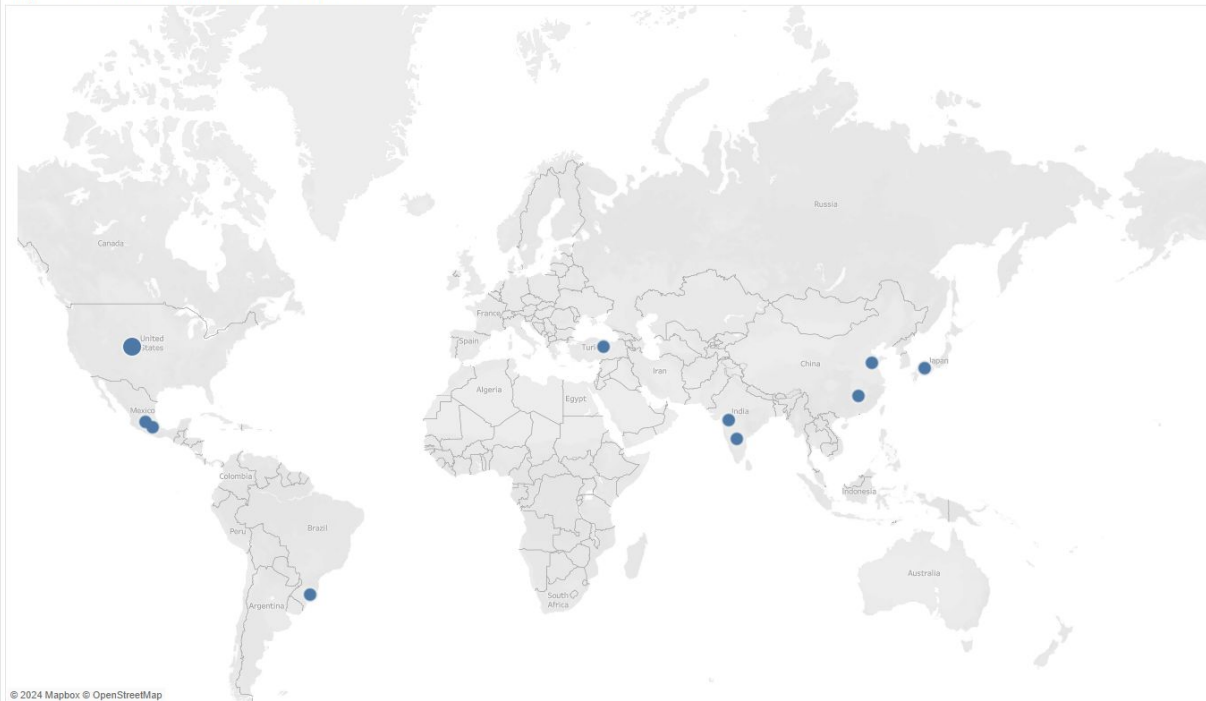 Russia
Canada
United
States
France
Spain
Japan
China
Iran
Algeria
Egypt
Mexico
India
Colombia
Indonesia
Brazil
Peru
Australia
South
Africa
Argentina
© 2024 Mapbox © OpenStreetMap